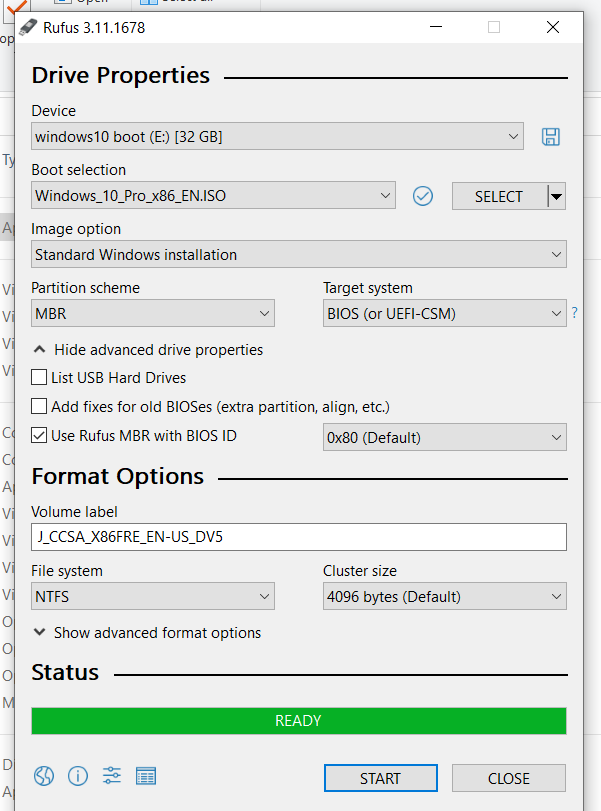 Open
Select all
Rufus 3.11.1678
Drive Properties
Device
windows10 boot (E:) [32 GB]
Boot selection
Windows_10_Pro_x86_EN.ISO
SELECT
Image option
Standard Windows installation
Partition scheme
Target system
MBR
BIOS (or UEFI-CSM)
?
Hide advanced drive properties
List USB Hard Drives
Add fixes for old BIOSes (extra partition, align, etc.)
Use Rufus MBR with BIOS ID
0x80 (Default)
Format Options
Volume label
J_CCSA_X86FRE_EN-US_DV5
File system
Cluster size
NTFS
4096 bytes (Default)
Show advanced format options
Status
READY
START
CLOSE